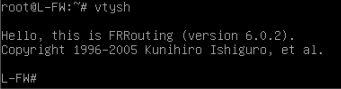 root@L-FW:~# vtysh
Hello, this is FRRouting (version 6.0.2).
Copyright 1996-2005 Kunihiro Ishiguro, et al.
L-FW#